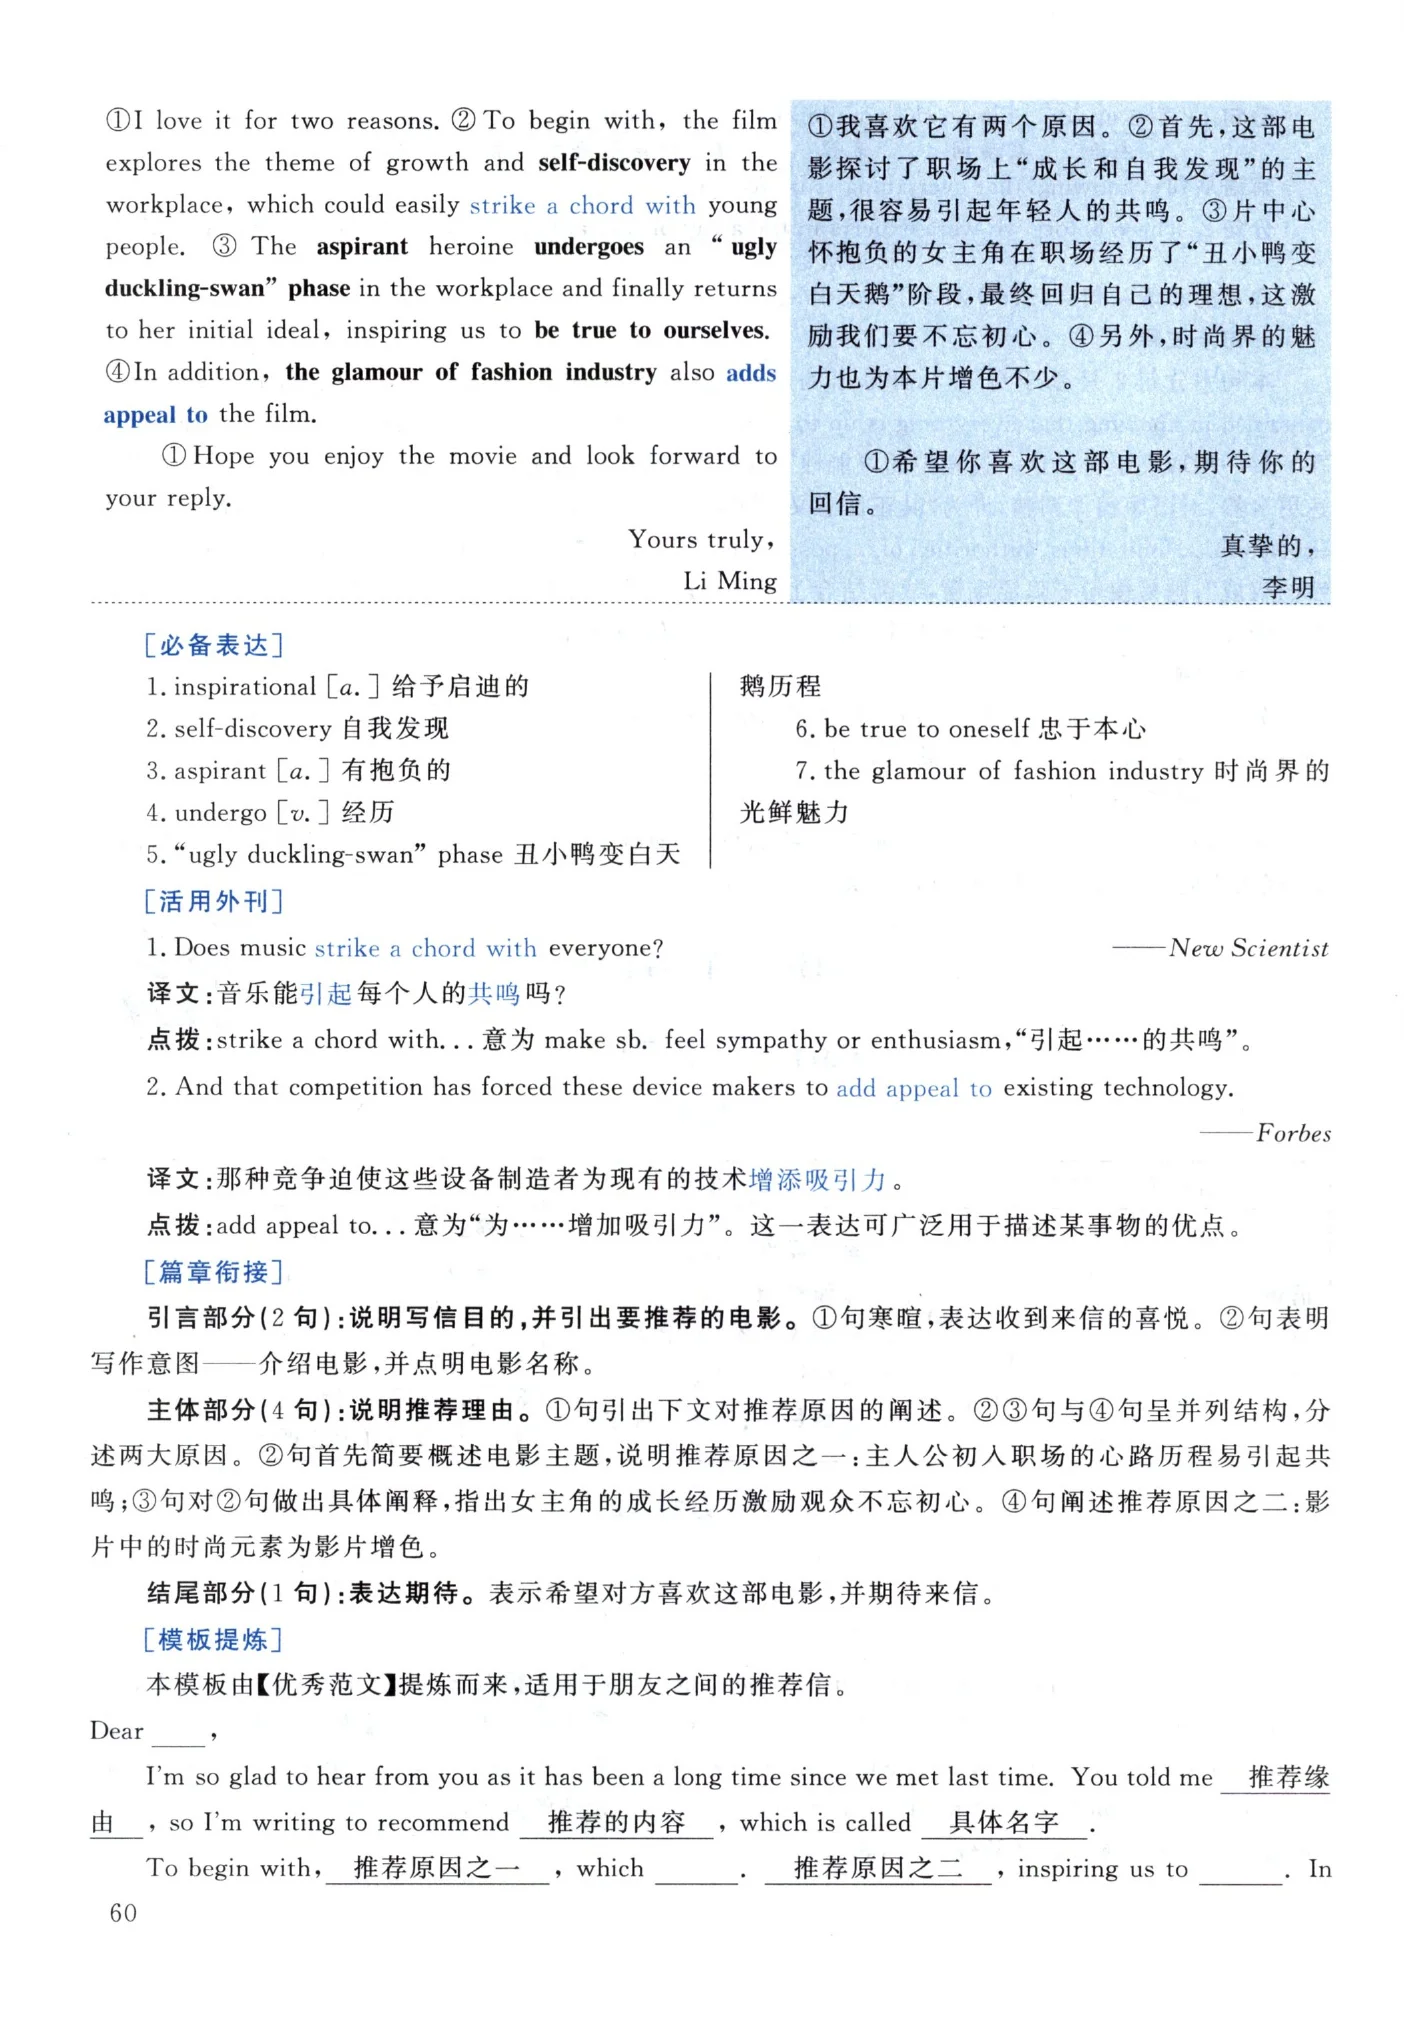 ①I love it for two reasons. ②To begin with, the film
explores the theme of growth and self-discovery in the
workplace, which could easily strike a chord with young
people. ③ The aspirant heroine undergoes an “ugly
duckling-swan” phase in the workplace and finally returns
to her initial ideal, inspiring us to be true to ourselves.
④In addition, the glamour of fashion industry also adds
appeal to the film.
①Hope you enjoy the movie and look forward to
your reply.
Yours truly,
Li Ming
①我喜欢它有两个原因。②首先,这部电
影探讨了职场上“成长和自我发现”的主
题,很容易引起年轻人的共鸣。③片中心
怀抱负的女主角在职场经历了“丑小鸭变
白天鹅”阶段,最终回归自己的理想,这激
励我们要不忘初心。④另外,时尚界的魅
力也为本片增色不少。
①希望你喜欢这部电影,期待你的
回信。
真挚的,
李明
[必备表达]
1. inspirational [a.] 给予启迪的
2. self-discovery 自我发现
3. aspirant [a.] 有抱负的
4. undergo [v.] 经历
5. “ugly duckling-swan” phase 丑小鸭变白天
鹅历程
6. be true to oneself 忠于本心
7. the glamour of fashion industry 时尚界的
光鲜魅力
[活用外刊]
1. Does music strike a chord with everyone? ——New Scientist
译文:音乐能引起每个人的共鸣吗?
点拨:strike a chord with... 意为 make sb. feel sympathy or enthusiasm,“引起……的共鸣”。
2. And that competition has forced these device makers to add appeal to existing technology.
——Forbes
译文:那种竞争迫使这些设备制造者为现有的技术增添吸引力。
点拨:add appeal to... 意为“为……增加吸引力”。这一表达可广泛用于描述某事物的优点。
[篇章衔接]
引言部分(2 句):说明写信目的,并引出要推荐的电影。①句寒暄,表达收到来信的喜悦。②句表明
写作意图——介绍电影,并点明电影名称。
主体部分(4 句):说明推荐理由。①句引出下文对推荐原因的阐述。②③句与④句呈并列结构,分
述两大原因。②句首先简要概述电影主题,说明推荐原因之一:主人公初入职场的心路历程易引起共
鸣;③句对②句做出具体阐释,指出女主角的成长经历激励观众不忘初心。④句阐述推荐原因之二:影
片中的时尚元素为影片增色。
结尾部分(1 句):表达期待。表示希望对方喜欢这部电影,并期待来信。
[模板提炼]
本模板由【优秀范文】提炼而来,适用于朋友之间的推荐信。
Dear ____,
I’m so glad to hear from you as it has been a long time since we met last time. You told me 推荐缘
由 , so I’m writing to recommend 推荐的内容 , which is called 具体名字 .
To begin with, 推荐原因之一 , which ______. 推荐原因之二 , inspiring us to ______. In
60